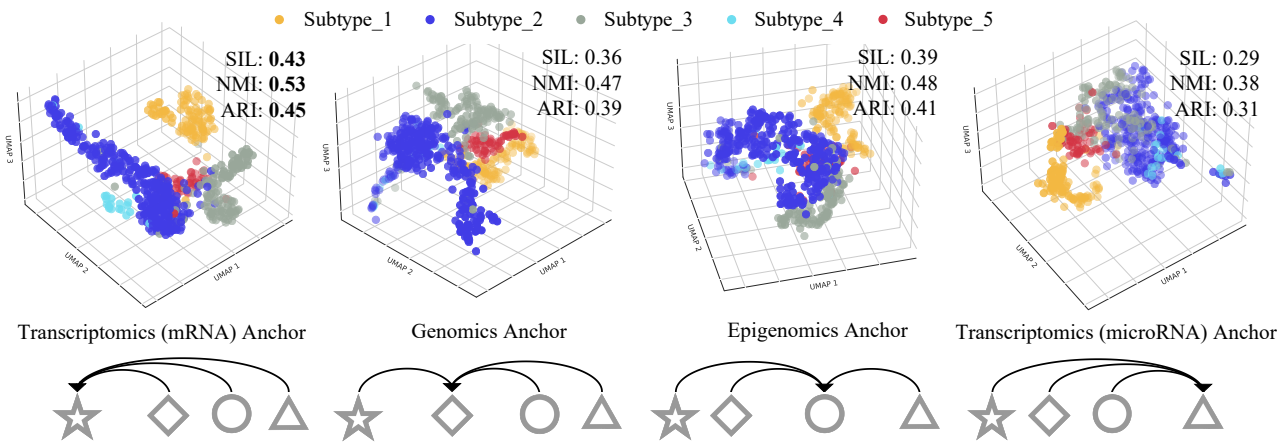 Subtype_1 Subtype_2 Subtype_3 Subtype_4 Subtype_5
SIL: 0.43
NMI: 0.53
ARI: 0.45
UMAP 3
UMAP 2
UMAP 1
SIL: 0.36
NMI: 0.47
ARI: 0.39
UMAP 3
UMAP 2
UMAP 1
SIL: 0.39
NMI: 0.48
ARI: 0.41
UMAP 3
UMAP 2
UMAP 1
SIL: 0.29
NMI: 0.38
ARI: 0.31
UMAP 3
UMAP 2
UMAP 1
Transcriptomics (mRNA) Anchor
Genomics Anchor
Epigenomics Anchor
Transcriptomics (microRNA) Anchor